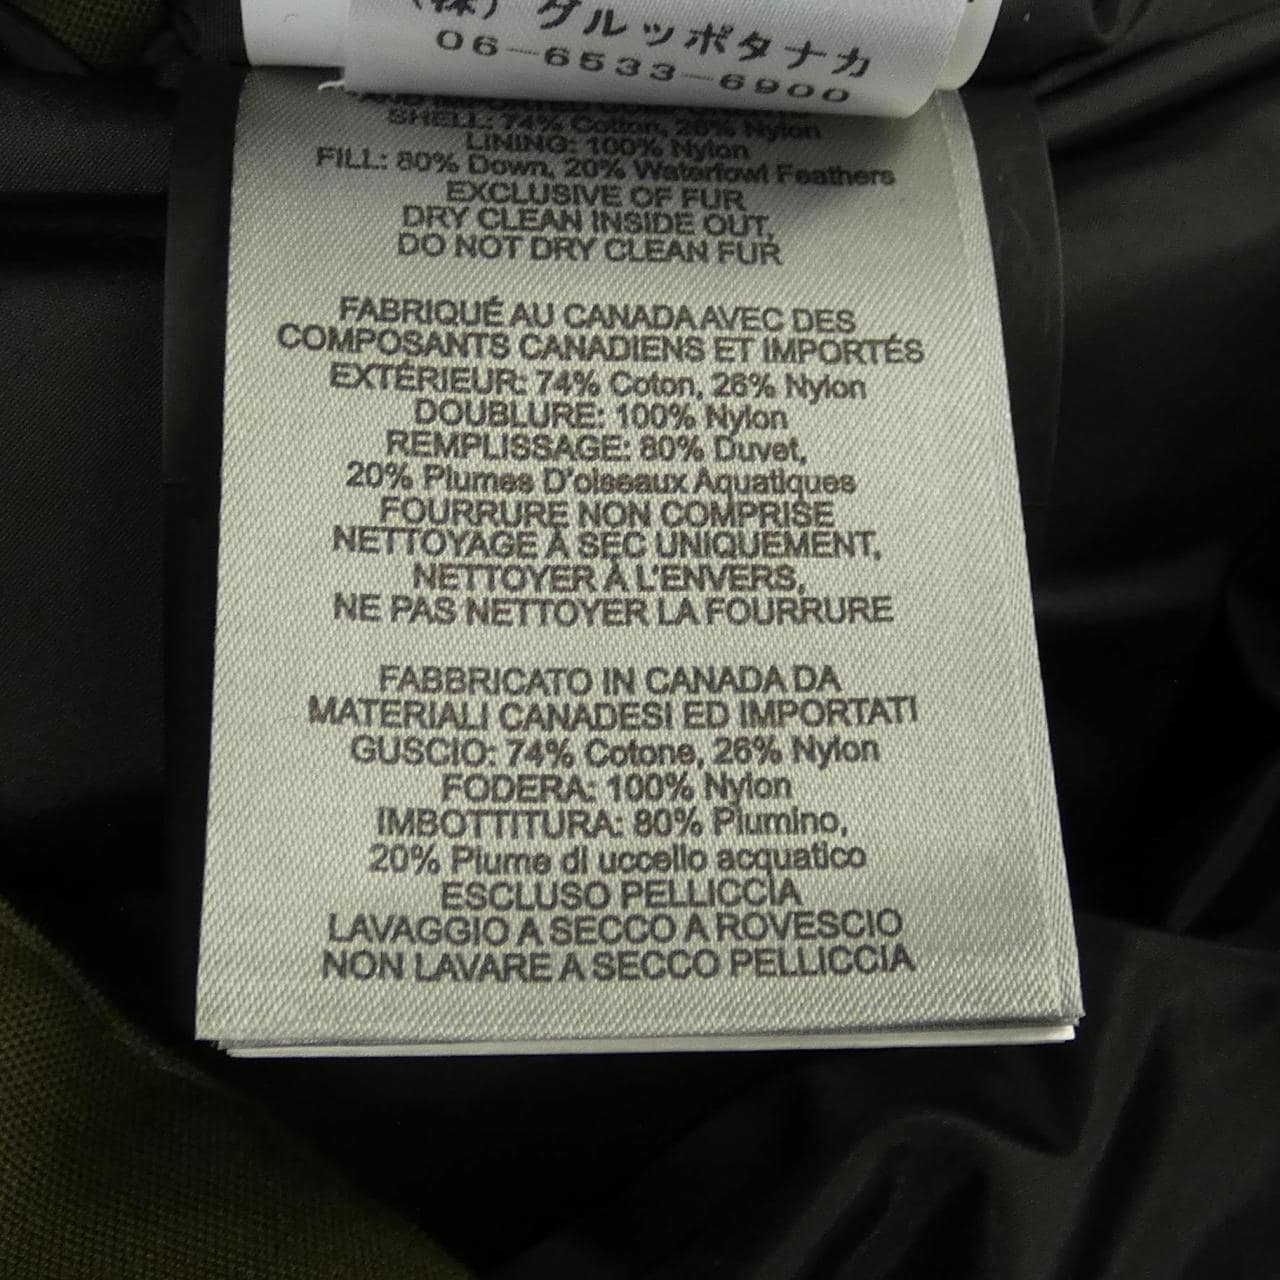 (株) グルッポタナカ
06-6533-6900
AND IMPORTED
SHELL: 74% Cotton, 26% Nylon
LINING: 100% Nylon
FILL: 80% Down, 20% Waterfowl Feathers
EXCLUSIVE OF FUR
DRY CLEAN INSIDE OUT,
DO NOT DRY CLEAN FUR
FABRIQUÉ AU CANADA AVEC DES
COMPOSANTS CANADIENS ET IMPORTÉS
EXTÉRIEUR: 74% Coton, 26% Nylon
DOUBLURE: 100% Nylon
REMPLISSAGE: 80% Duvet,
20% Plumes D'oiseaux Aquatiques
FOURRURE NON COMPRISE
NETTOYAGE À SEC UNIQUEMENT,
NETTOYER À L'ENVERS,
NE PAS NETTOYER LA FOURRURE
FABBRICATO IN CANADA DA
MATERIALI CANADESI ED IMPORTATI
GUSCIO: 74% Cotone, 26% Nylon
FODERA: 100% Nylon
IMBOTTITURA: 80% Piumino,
20% Piume di uccello acquatico
ESCLUSO PELLICCIA
LAVAGGIO A SECCO A ROVESCIO
NON LAVARE A SECCO PELLICCIA